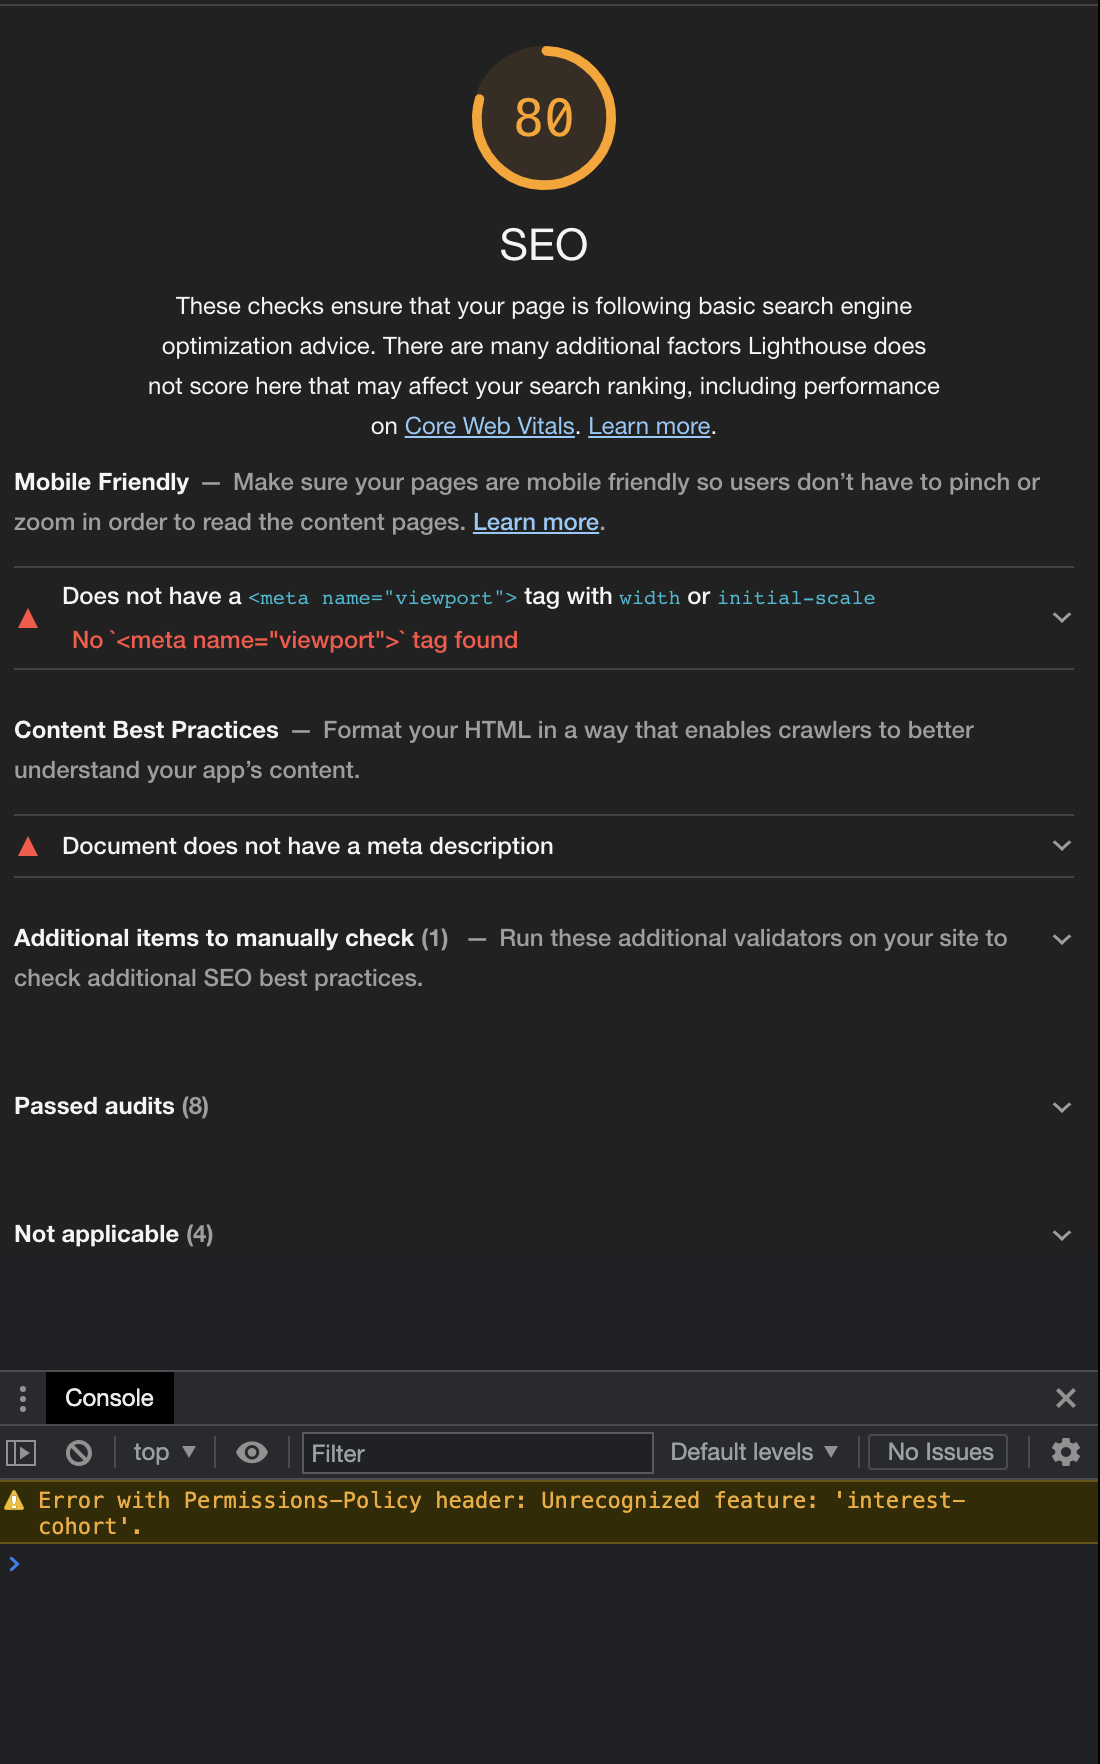 80
SEO
These checks ensure that your page is following basic search engine
optimization advice. There are many additional factors Lighthouse does
not score here that may affect your search ranking, including performance
on Core Web Vitals. Learn more.
Mobile Friendly — Make sure your pages are mobile friendly so users don’t have to pinch or
zoom in order to read the content pages. Learn more.
Does not have a <meta name="viewport"> tag with width or initial-scale
No `<meta name="viewport">` tag found
Content Best Practices — Format your HTML in a way that enables crawlers to better
understand your app’s content.
Document does not have a meta description
Additional items to manually check (1) — Run these additional validators on your site to
check additional SEO best practices.
Passed audits (8)
Not applicable (4)
Console
top Filter Default levels No Issues
Error with Permissions-Policy header: Unrecognized feature: 'interest-
cohort'.